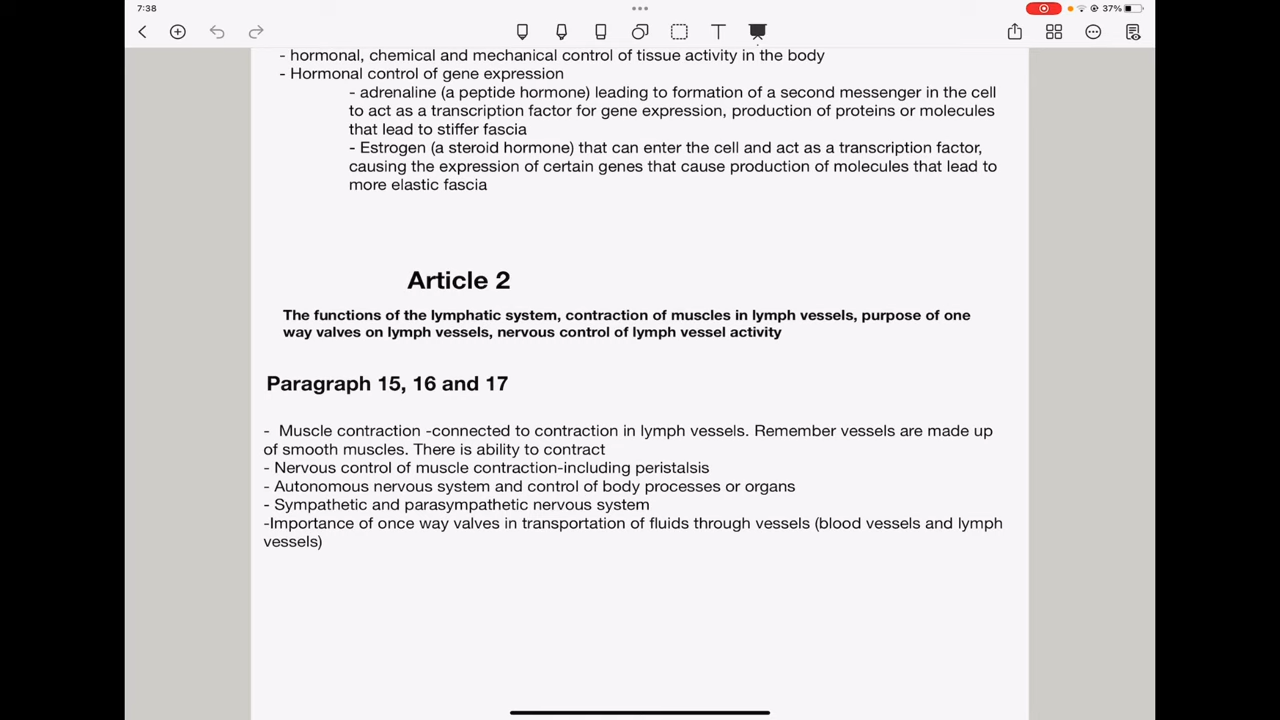 7:38
37%
T
- hormonal, chemical and mechanical control of tissue activity in the body
- Hormonal control of gene expression
- adrenaline (a peptide hormone) leading to formation of a second messenger in the cell
to act as a transcription factor for gene expression, production of proteins or molecules
that lead to stiffer fascia
- Estrogen (a steroid hormone) that can enter the cell and act as a transcription factor,
causing the expression of certain genes that cause production of molecules that lead to
more elastic fascia
Article 2
The functions of the lymphatic system, contraction of muscles in lymph vessels, purpose of one
way valves on lymph vessels, nervous control of lymph vessel activity
Paragraph 15, 16 and 17
- Muscle contraction -connected to contraction in lymph vessels. Remember vessels are made up
of smooth muscles. There is ability to contract
- Nervous control of muscle contraction-including peristalsis
- Autonomous nervous system and control of body processes or organs
- Sympathetic and parasympathetic nervous system
-Importance of once way valves in transportation of fluids through vessels (blood vessels and lymph
vessels)